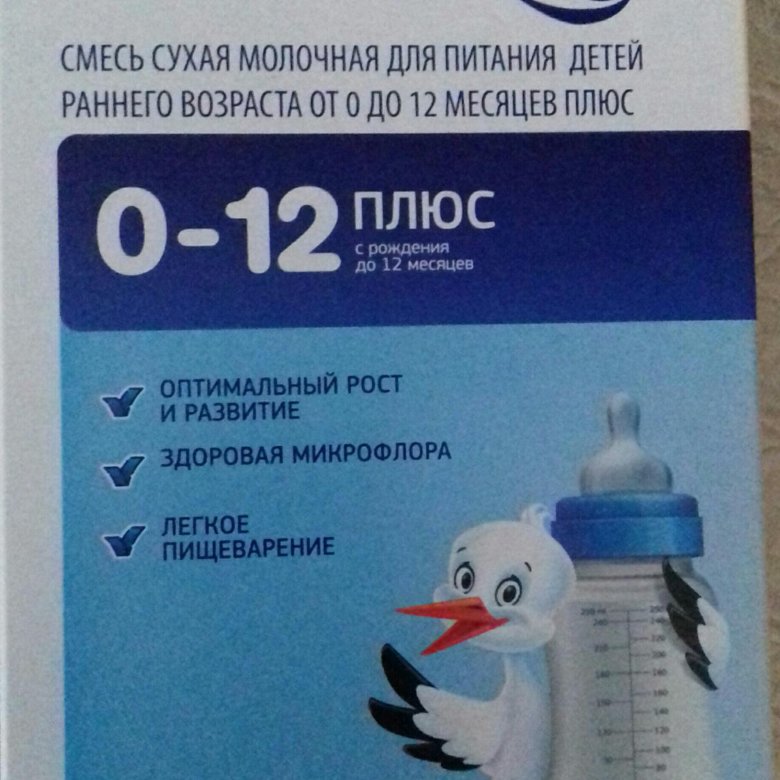 СМЕСЬ СУХАЯ МОЛОЧНАЯ ДЛЯ ПИТАНИЯ ДЕТЕЙ
РАННЕГО ВОЗРАСТА ОТ 0 ДО 12 МЕСЯЦЕВ ПЛЮС
0-12 ПЛЮС
с рождения
до 12 месяцев
ОПТИМАЛЬНЫЙ РОСТ
И РАЗВИТИЕ
ЗДОРОВАЯ МИКРОФЛОРА
ЛЕГКОЕ
ПИЩЕВАРЕНИЕ